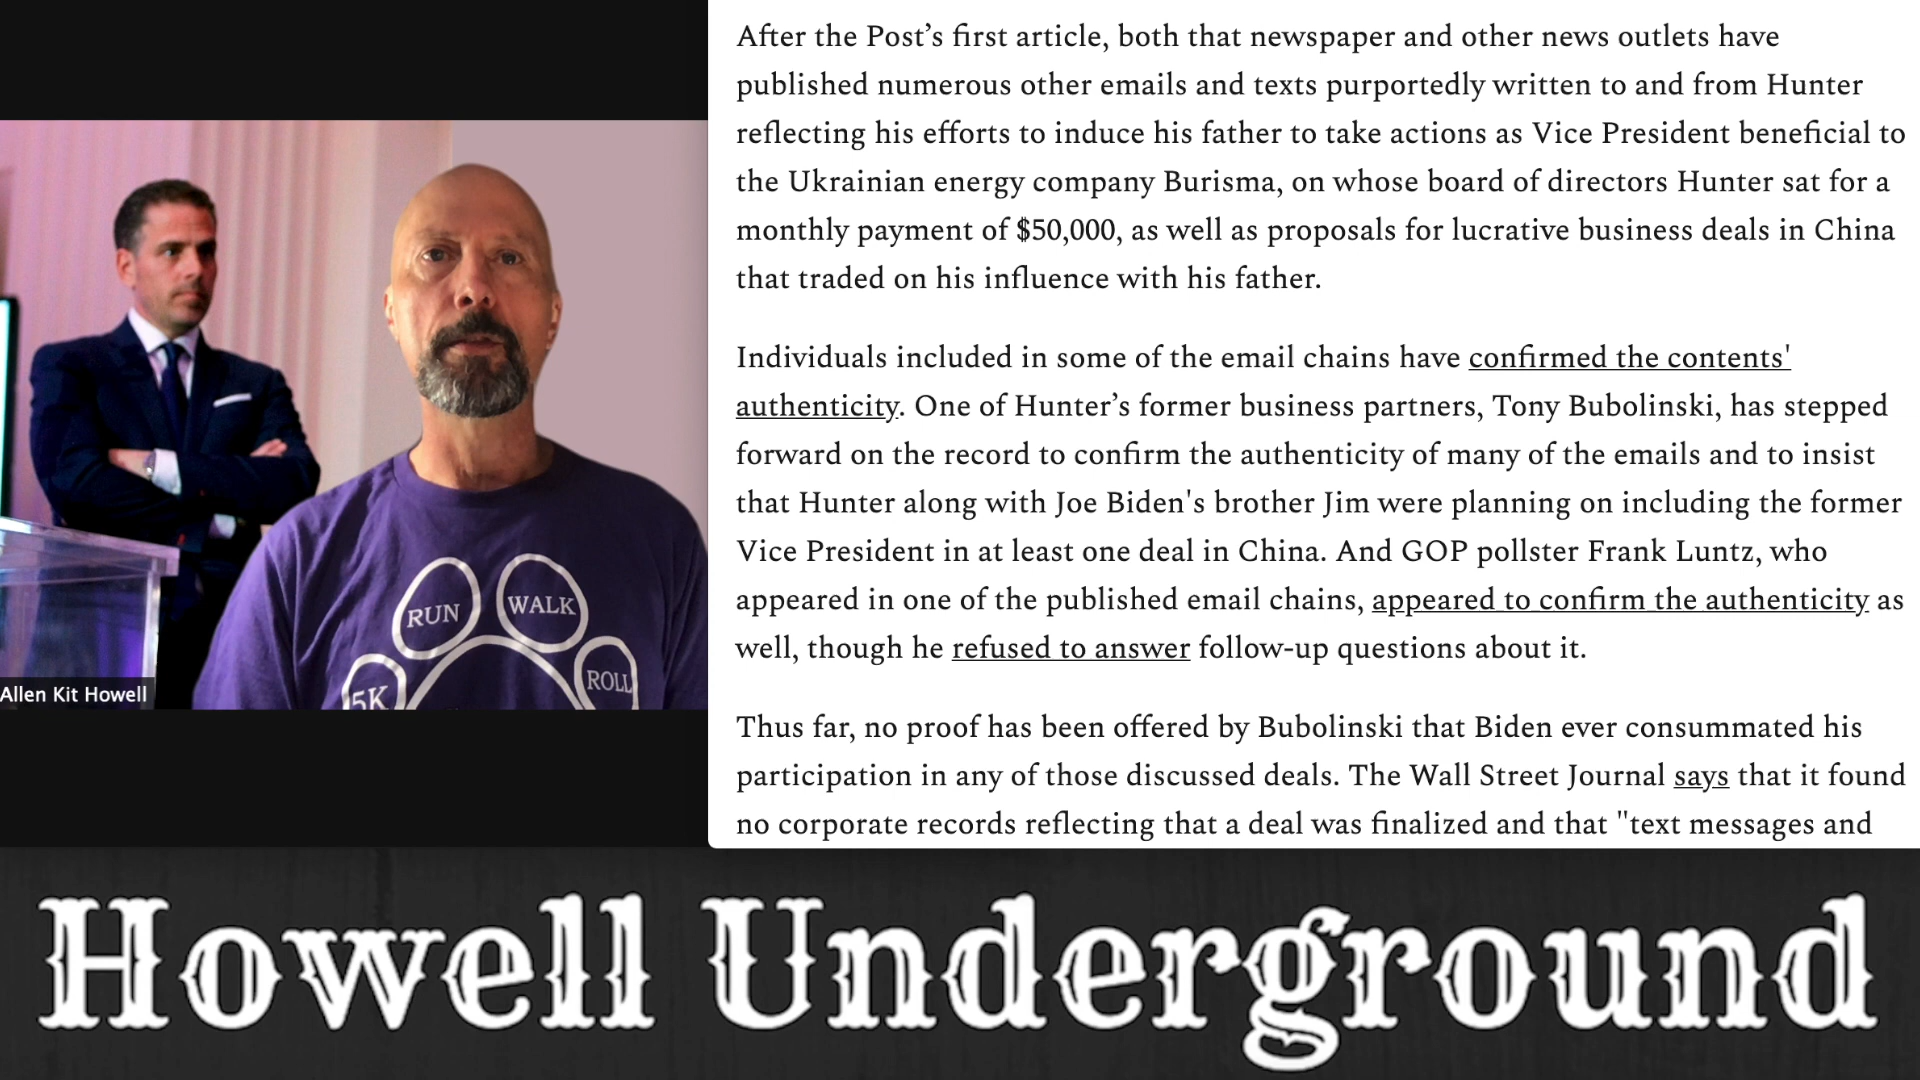 After the Post’s first article, both that newspaper and other news outlets have
published numerous other emails and texts purportedly written to and from Hunter
reflecting his efforts to induce his father to take actions as Vice President beneficial to
the Ukrainian energy company Burisma, on whose board of directors Hunter sat for a
monthly payment of $50,000, as well as proposals for lucrative business deals in China
that traded on his influence with his father.
Individuals included in some of the email chains have confirmed the contents'
authenticity. One of Hunter’s former business partners, Tony Bubolinski, has stepped
forward on the record to confirm the authenticity of many of the emails and to insist
that Hunter along with Joe Biden's brother Jim were planning on including the former
Vice President in at least one deal in China. And GOP pollster Frank Luntz, who
appeared in one of the published email chains, appeared to confirm the authenticity as
well, though he refused to answer follow-up questions about it.
Thus far, no proof has been offered by Bubolinski that Biden ever consummated his
participation in any of those discussed deals. The Wall Street Journal says that it found
no corporate records reflecting that a deal was finalized and that "text messages and
RUN
WALK
5K
ROLL
Allen Kit Howell
Howell Underground